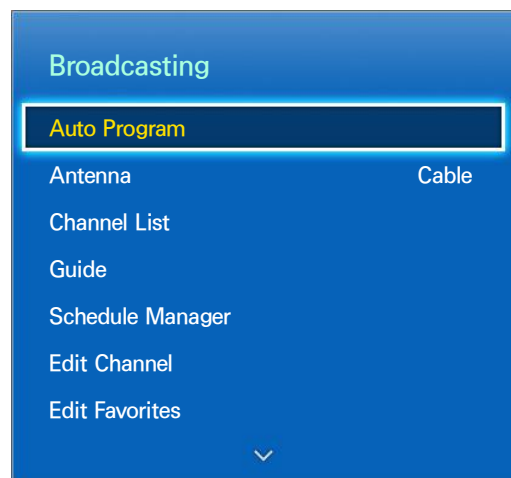 Broadcasting
Auto Program
Antenna Cable
Channel List
Guide
Schedule Manager
Edit Channel
Edit Favorites